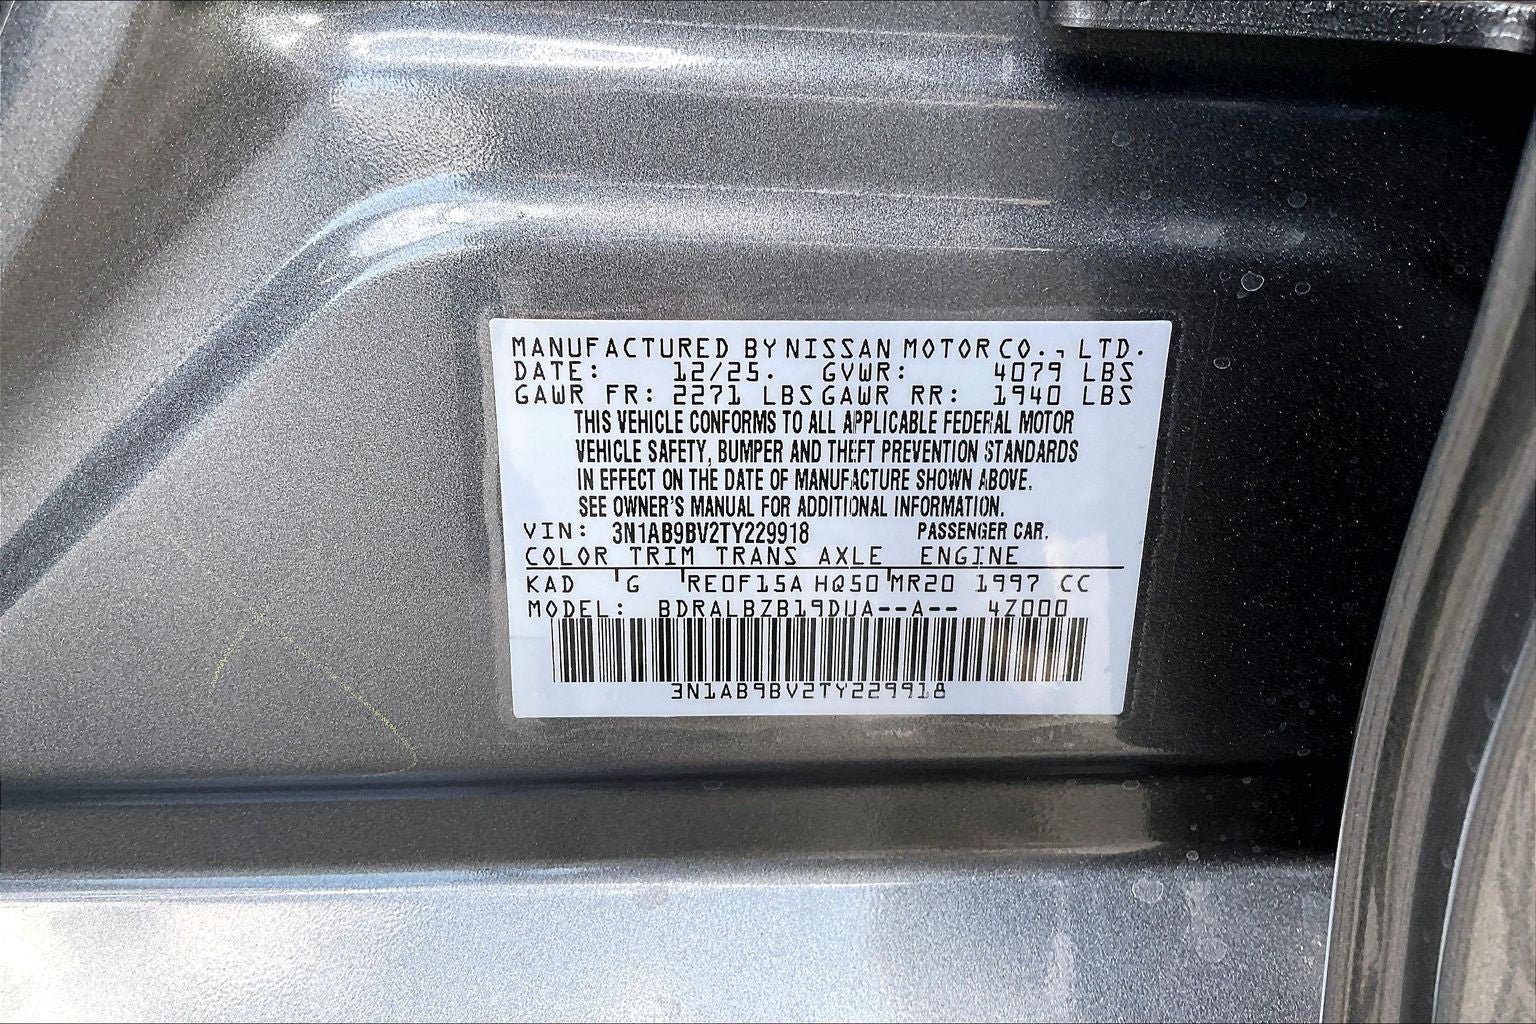 MANUFACTURED BY NISSAN MOTOR CO., LTD.
DATE: 12/25. GVWR: 4079 LBS
GAWR FR: 2271 LBS GAWR RR: 1940 LBS
THIS VEHICLE CONFORMS TO ALL APPLICABLE FEDERAL MOTOR
VEHICLE SAFETY, BUMPER AND THEFT PREVENTION STANDARDS
IN EFFECT ON THE DATE OF MANUFACTURE SHOWN ABOVE.
SEE OWNER'S MANUAL FOR ADDITIONAL INFORMATION.
VIN: 3N1AB9BV2TY229918 PASSENGER CAR.
COLOR TRIM TRANS AXLE ENGINE
KAD G RE0F15A HQ50 MR20 1997 CC
MODEL: BDRALBZB19DUA--A-- 4Z000
3N1AB9BV2TY229918